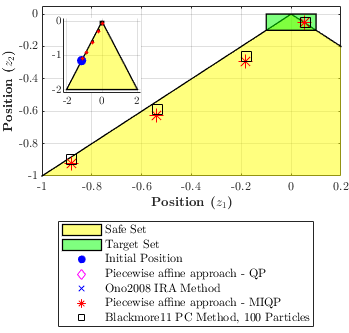 0
-0.2
-0.4
-0.6
-0.8
-1
Position (z₂)
0
-1
-2
-2 0 2
-1 -0.8 -0.6 -0.4 -0.2 0 0.2
Position (z₁)
Safe Set
Target Set
Initial Position
Piecewise affine approach - QP
Ono2008 IRA Method
Piecewise affine approach - MIQP
Blackmore11 PC Method, 100 Particles